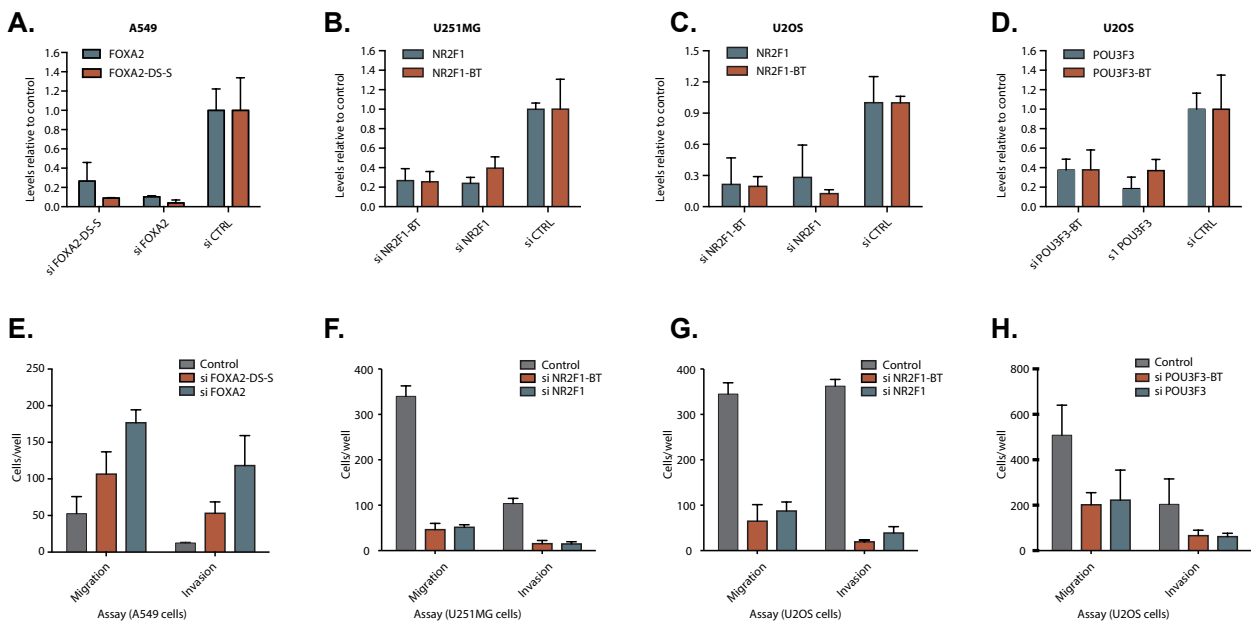 A.
A549
FOXA2
FOXA2-DS-S
Levels relative to control
1.6
1.4
1.2
1.0
0.8
0.6
0.4
0.2
0.0
si FOXA2-DS-S
si FOXA2
si CTRL
B.
U251MG
NR2F1
NR2F1-BT
Levels relative to control
1.6
1.4
1.2
1.0
0.8
0.6
0.4
0.2
0.0
si NR2F1-BT
si NR2F1
si CTRL
C.
U2OS
NR2F1
NR2F1-BT
Levels relative to control
1.5
1.2
0.9
0.6
0.3
0.0
si NR2F1-BT
si NR2F1
si CTRL
D.
U2OS
POU3F3
POU3F3-BT
Levels relative to control
1.6
1.4
1.2
1.0
0.8
0.6
0.4
0.2
0.0
si POU3F3-BT
s1 POU3F3
si CTRL
E.
Control
si FOXA2-DS-S
si FOXA2
Cells/well
250
200
150
100
50
0
Migration
Invasion
Assay (A549 cells)
F.
Control
si NR2F1-BT
si NR2F1
Cells/well
400
300
200
100
0
Migration
Invasion
Assay (U251MG cells)
G.
Control
si NR2F1-BT
si NR2F1
Cells/well
400
300
200
100
0
Migration
Invasion
Assay (U2OS cells)
H.
Control
si POU3F3-BT
si POU3F3
Cells/well
800
600
400
200
0
Migration
Invasion
Assay (U2OS cells)